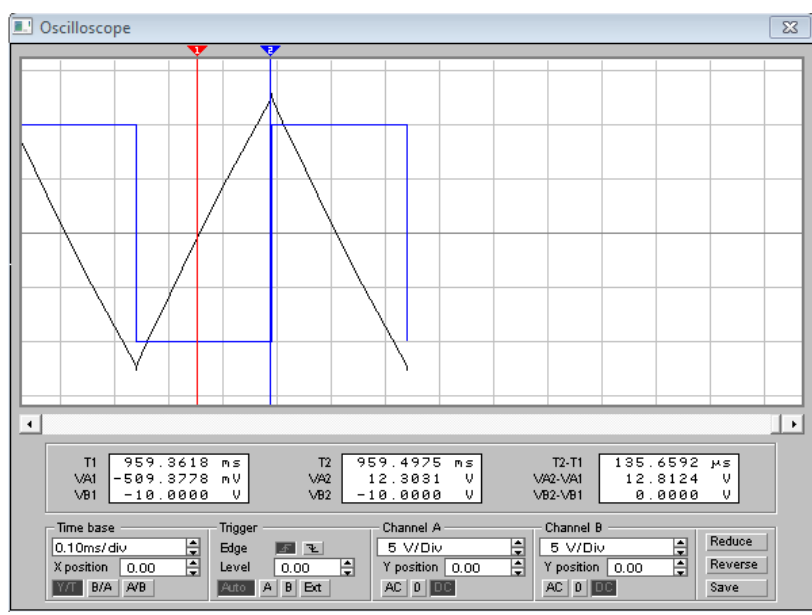 Oscilloscope
1 2
T1 959.3618 ms T2 959.4975 ms T2-T1 135.6592 μs
VA1 -509.3778 mV VA2 12.3031 V VA2-VA1 12.8124 V
VB1 -10.0000 V VB2 -10.0000 V VB2-VB1 0.0000 V
Time base Trigger Channel A Channel B
0.10ms/div Edge 5 V/Div 5 V/Div Reduce
X position 0.00 Level 0.00 Y position 0.00 Y position 0.00 Reverse
Y/T B/A A/B Auto A B Ext AC 0 DC AC 0 DC Save